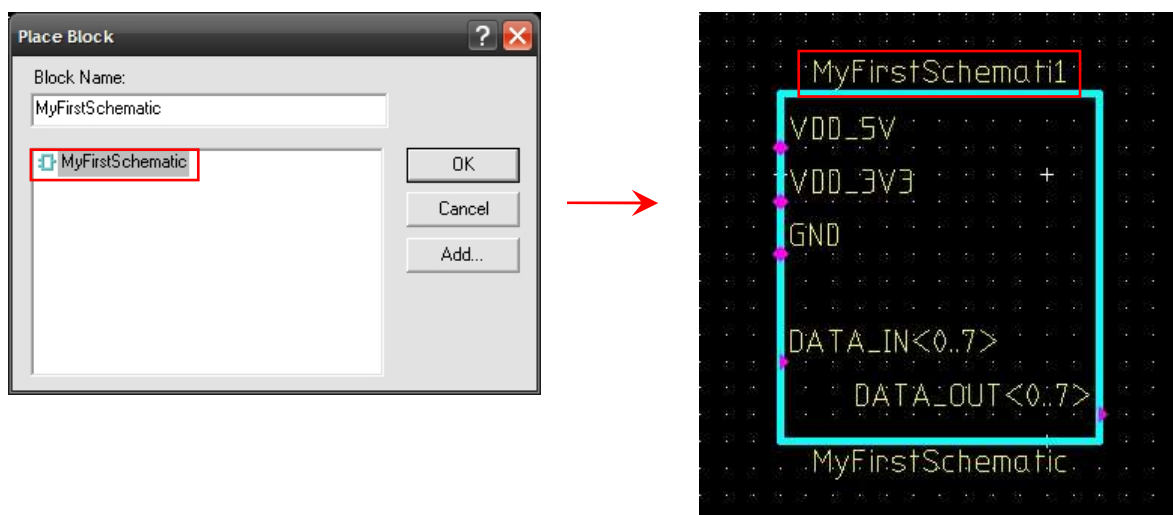 Place Block
?
Block Name:
MyFirstSchematic
MyFirstSchematic
OK
Cancel
Add...
MyFirstSchemati1
VDD_5V
VDD_3V3
GND
DATA_IN<0..7>
DATA_OUT<0..7>
MyFirstSchematic